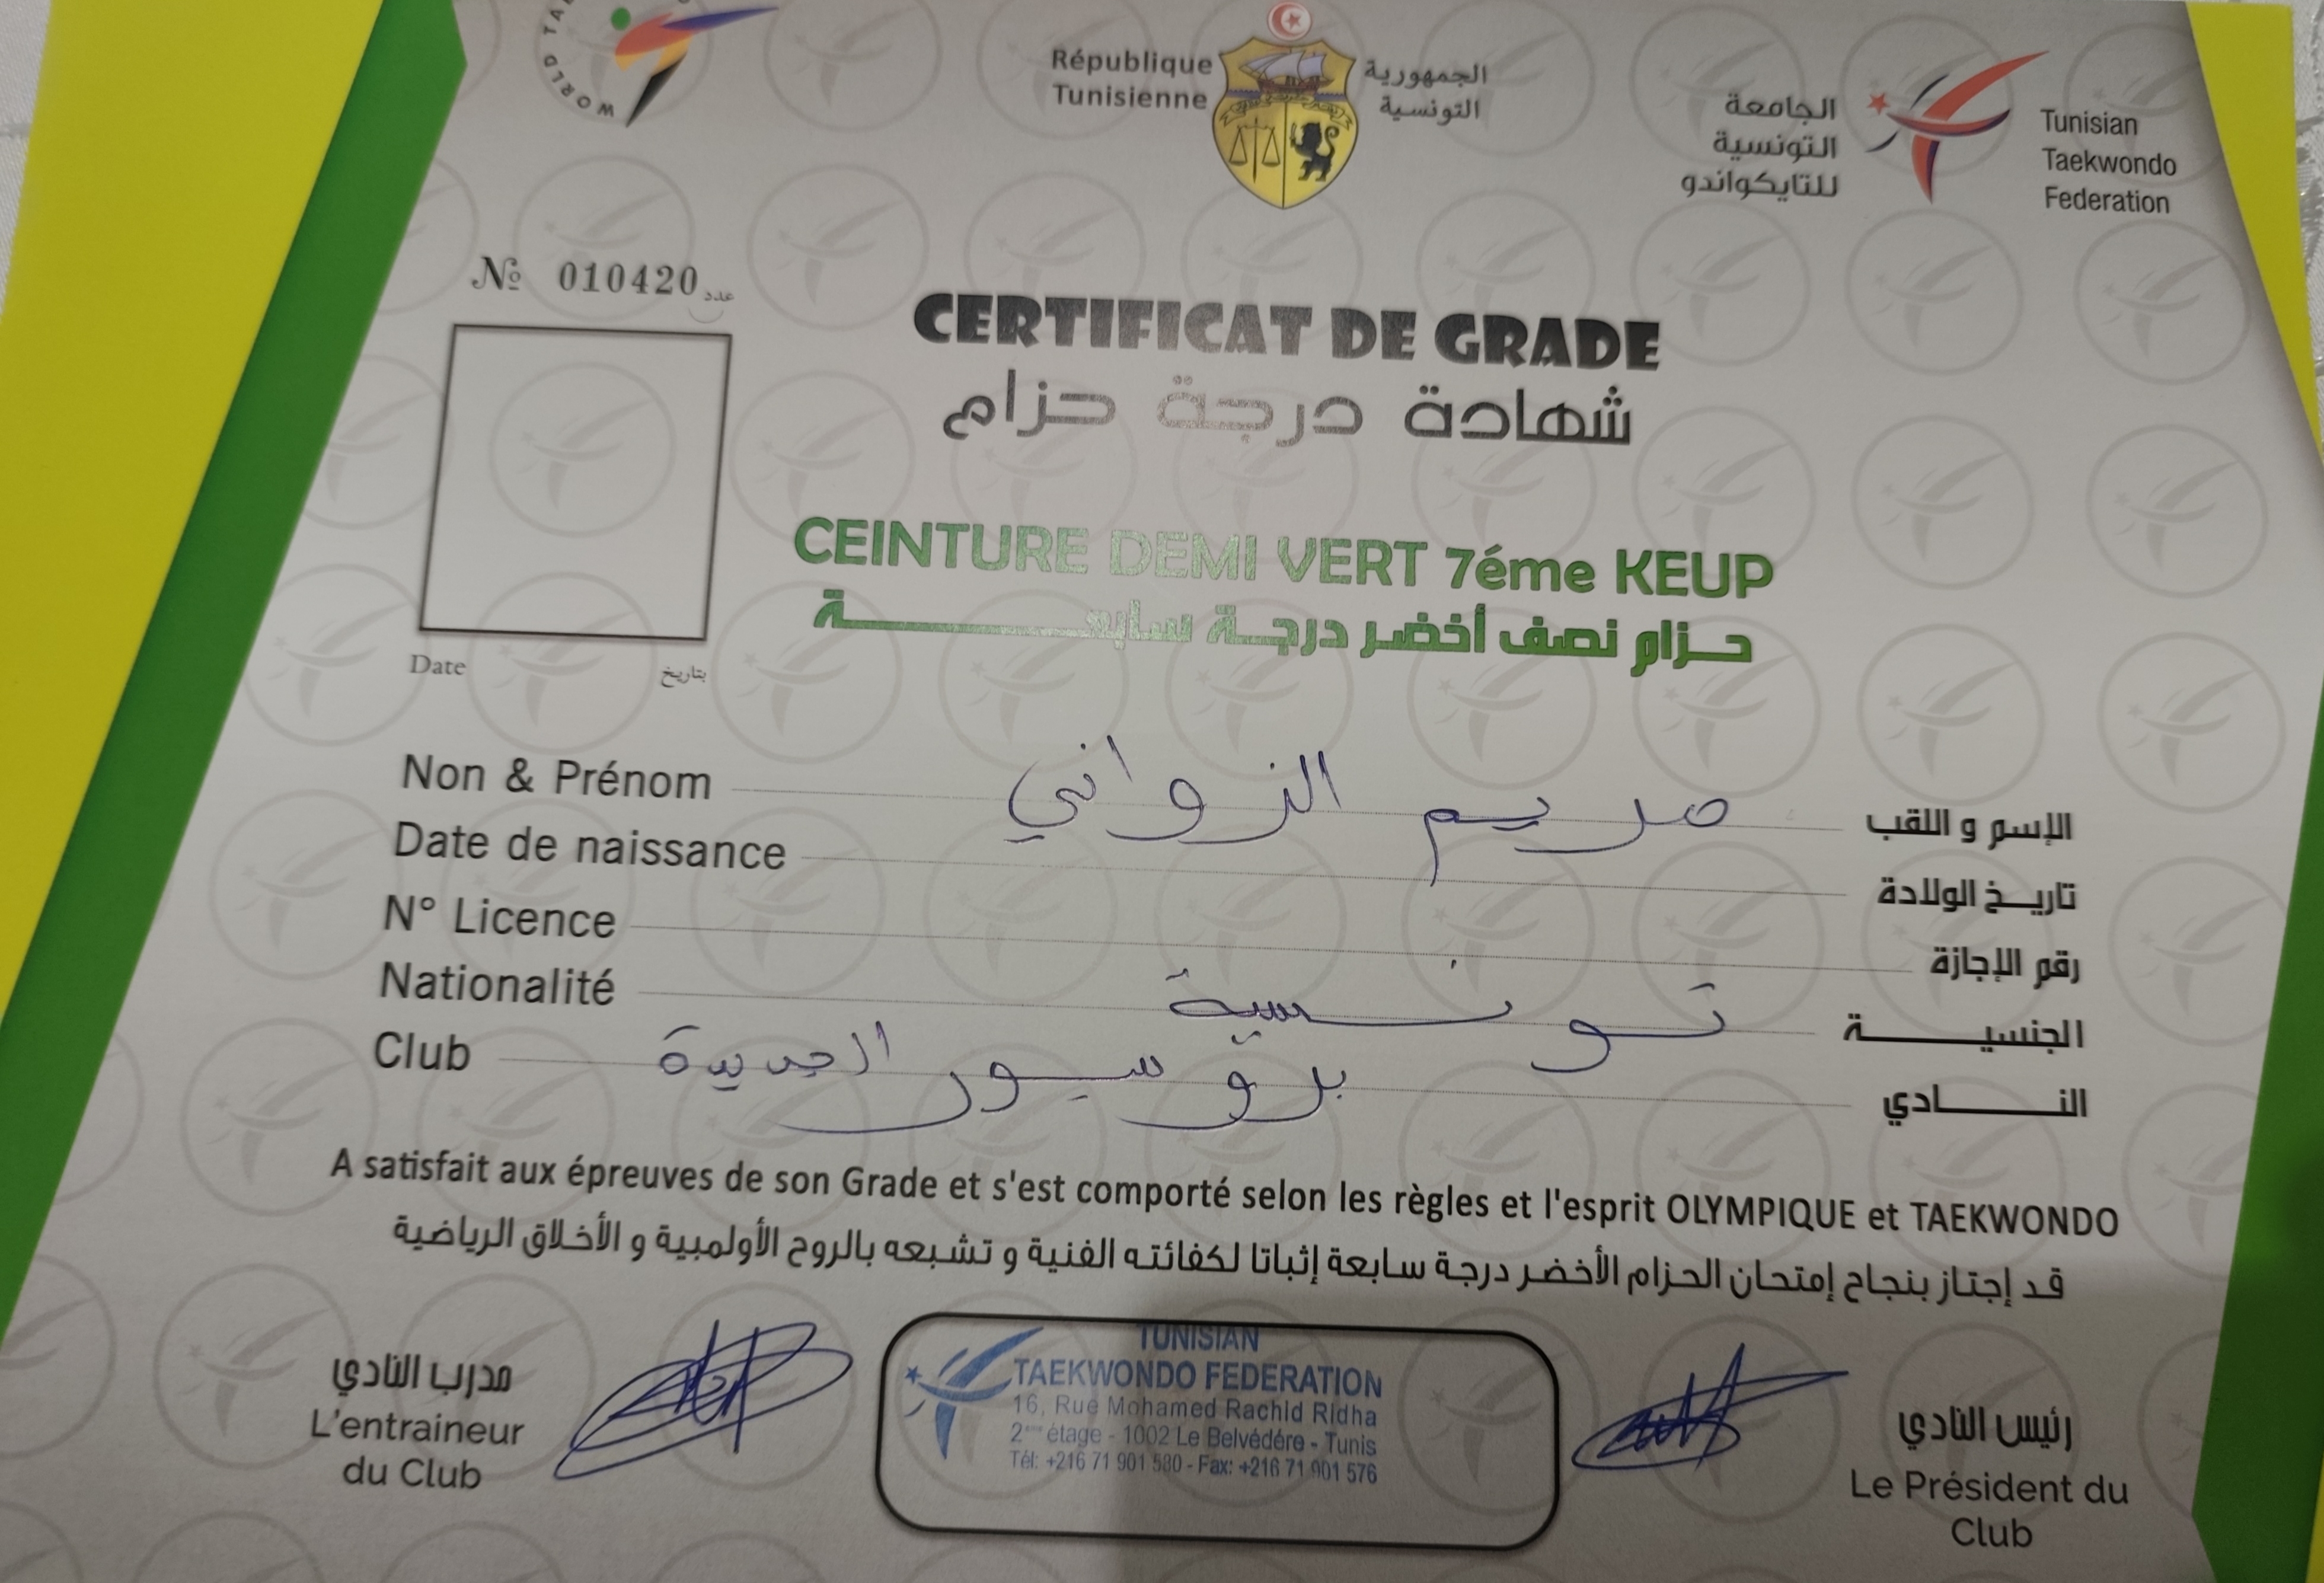 WORLD TA
République
Tunisienne
الجمهورية
التونسية
الجامعة
التونسية
للتايكواندو
Tunisian
Taekwondo
Federation
№ 010420 عدد
CERTIFICAT DE GRADE
شهادة درجة حزام
CEINTURE DEMI VERT 7éme KEUP
حزام نصف أخضر درجة سابعة
Date بتاريخ
Non & Prénom مريم الزواني الإسم و اللقب
Date de naissance تاريخ الولادة
N° Licence رقم الإجازة
Nationalité تونسية الجنسية
Club بروسيور الجديدة النادي
A satisfait aux épreuves de son Grade et s'est comporté selon les règles et l'esprit OLYMPIQUE et TAEKWONDO
قد إجتاز بنجاح إمتحان الحزام الأخضر درجة سابعة إثباتا لكفائته الفنية و تشبعه بالروح الأولمبية و الأخلاق الرياضية
مدرب النادي
L'entraineur
du Club
TUNISIAN
TAEKWONDO FEDERATION
16, Rue Mohamed Rachid Ridha
2ème étage - 1002 Le Belvédére - Tunis
Tél: +216 71 901 580 - Fax: +216 71 901 576
رئيس النادي
Le Président du
Club